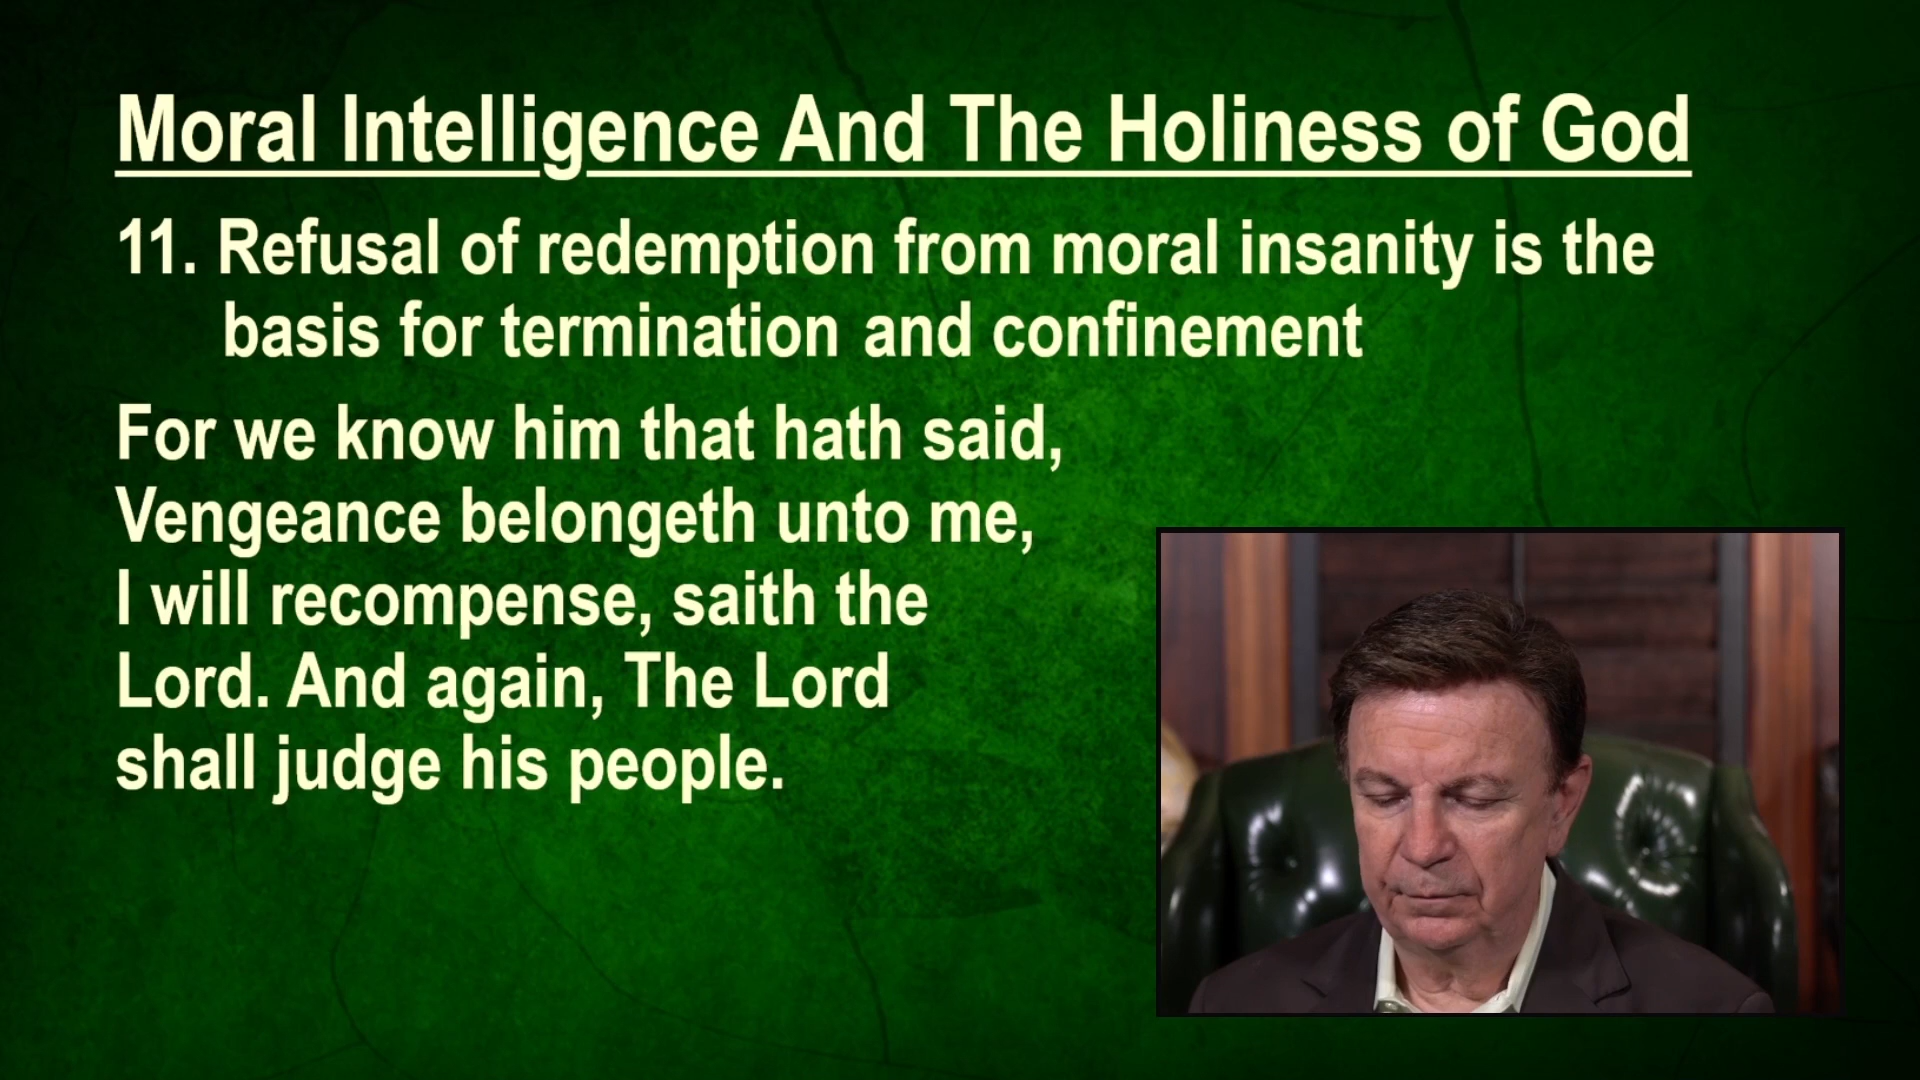 Moral Intelligence And The Holiness of God
11. Refusal of redemption from moral insanity is the
basis for termination and confinement
For we know him that hath said,
Vengeance belongeth unto me,
I will recompense, saith the
Lord. And again, The Lord
shall judge his people.